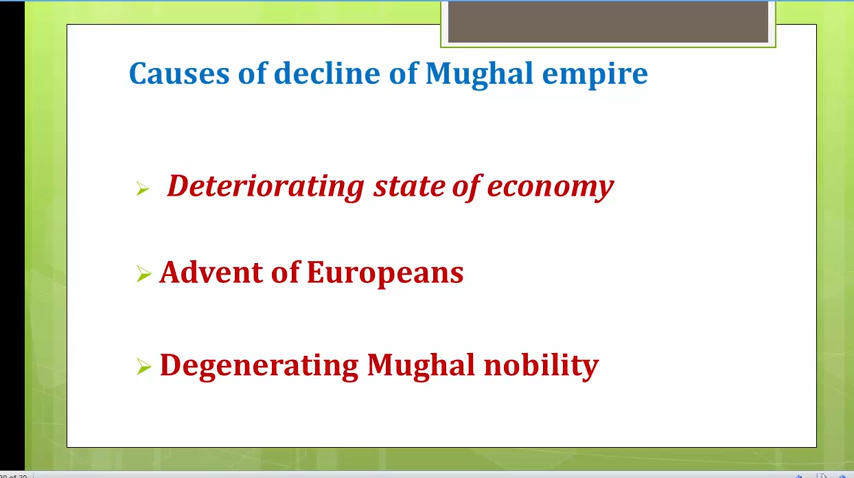 Causes of decline of Mughal empire
Deteriorating state of economy
Advent of Europeans
Degenerating Mughal nobility